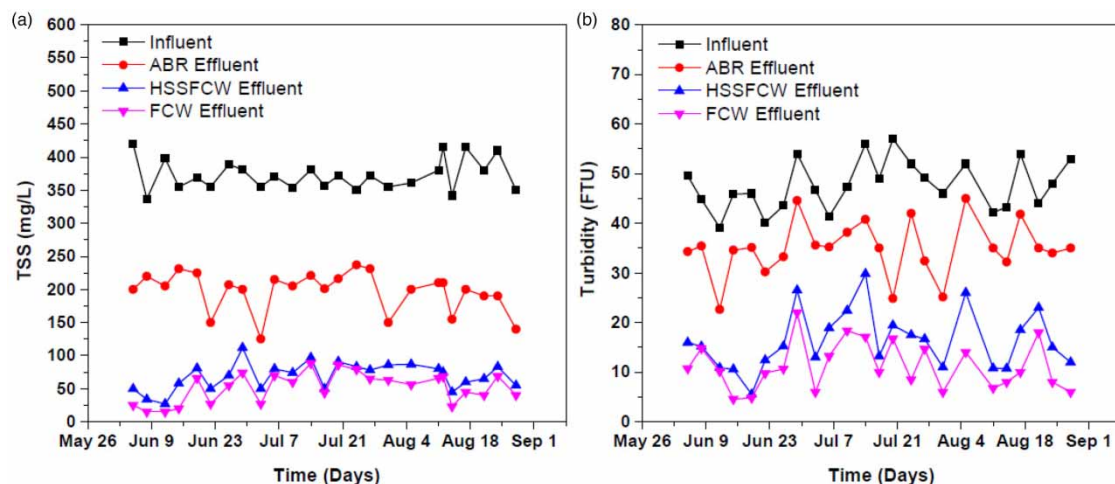 (a)
600
550
500
450
400
350
300
250
200
150
100
50
0
TSS (mg/L)
Influent
ABR Effluent
HSSFCW Effluent
FCW Effluent
May 26 Jun 9 Jun 23 Jul 7 Jul 21 Aug 4 Aug 18 Sep 1
Time (Days)
(b)
80
70
60
50
40
30
20
10
0
Turbidity (FTU)
Influent
ABR Effluent
HSSFCW Effluent
FCW Effluent
May 26 Jun 9 Jun 23 Jul 7 Jul 21 Aug 4 Aug 18 Sep 1
Time (Days)